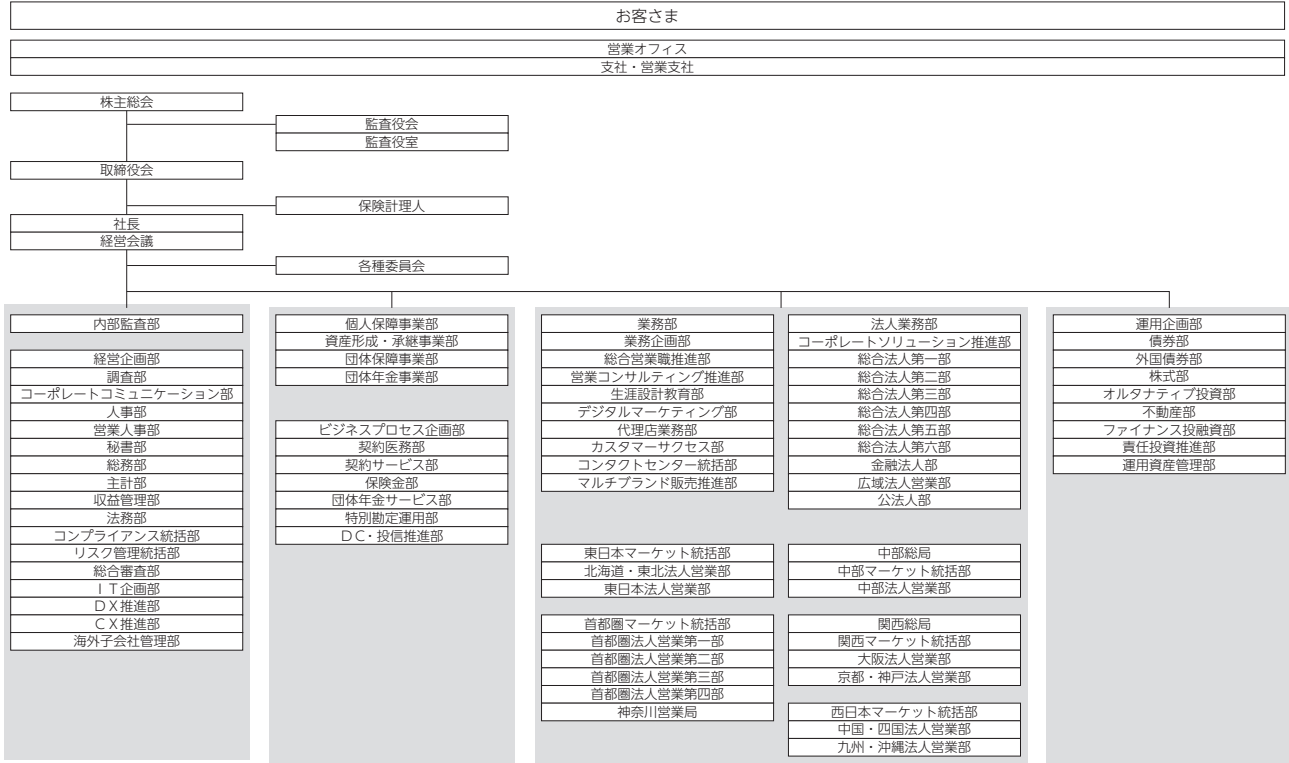 お客さま
営業オフィス
支社・営業支社
株主総会
監査役会
監査役室
取締役会
保険計理人
社長
経営会議
各種委員会
内部監査部
経営企画部
調査部
コーポレートコミュニケーション部
人事部
営業人事部
秘書部
総務部
主計部
収益管理部
法務部
コンプライアンス統括部
リスク管理統括部
総合審査部
ＩＴ企画部
ＤＸ推進部
ＣＸ推進部
海外子会社管理部
個人保障事業部
資産形成・承継事業部
団体保障事業部
団体年金事業部
ビジネスプロセス企画部
契約医務部
契約サービス部
保険金部
団体年金サービス部
特別勘定運用部
ＤＣ・投信推進部
業務部
業務企画部
総合営業職推進部
営業コンサルティング推進部
生涯設計教育部
デジタルマーケティング部
代理店業務部
カスタマーサクセス部
コンタクトセンター統括部
マルチブランド販売推進部
東日本マーケット統括部
北海道・東北法人営業部
東日本法人営業部
首都圏マーケット統括部
首都圏法人営業第一部
首都圏法人営業第二部
首都圏法人営業第三部
首都圏法人営業第四部
神奈川営業局
法人業務部
コーポレートソリューション推進部
総合法人第一部
総合法人第二部
総合法人第三部
総合法人第四部
総合法人第五部
総合法人第六部
金融法人部
広域法人営業部
公法人部
中部総局
中部マーケット統括部
中部法人営業部
関西総局
関西マーケット統括部
大阪法人営業部
京都・神戸法人営業部
西日本マーケット統括部
中国・四国法人営業部
九州・沖縄法人営業部
運用企画部
債券部
外国債券部
株式部
オルタナティブ投資部
不動産部
ファイナンス投融資部
責任投資推進部
運用資産管理部